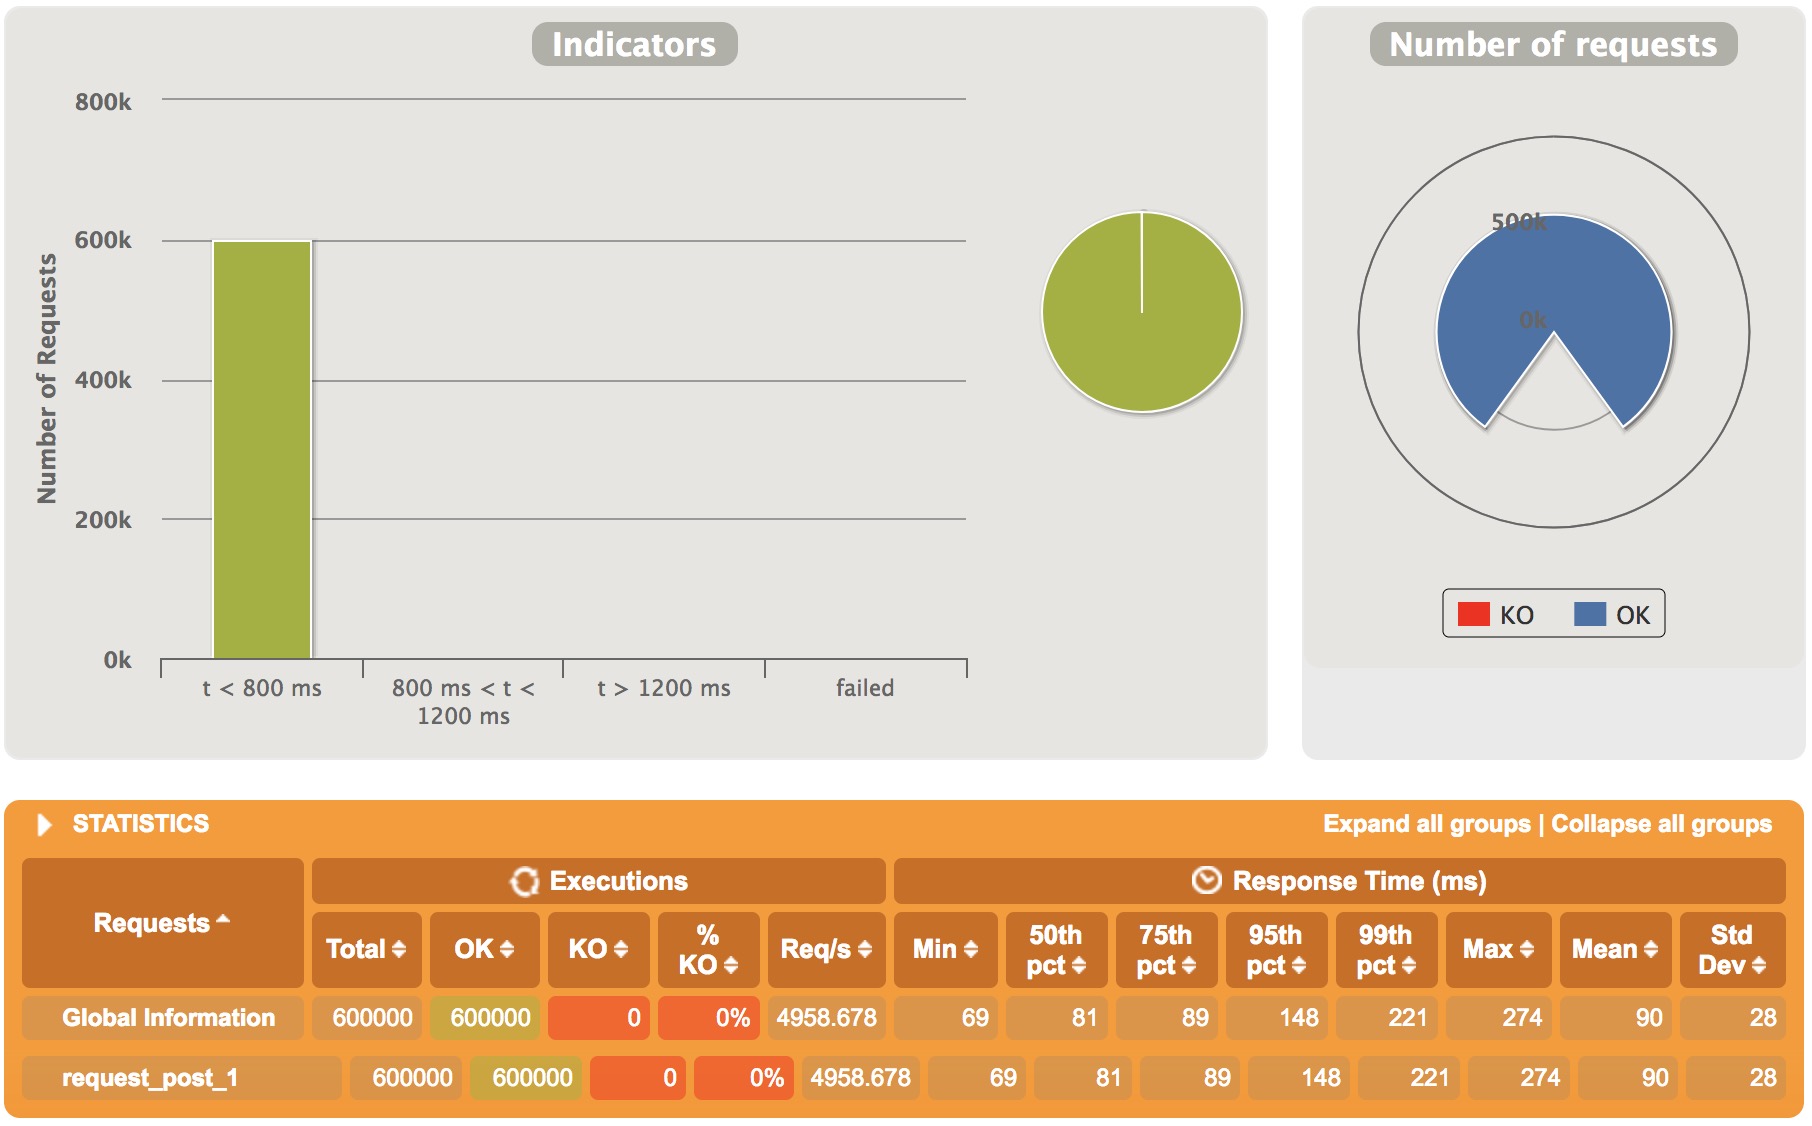 Indicators
800k
600k
400k
200k
0k
Number of Requests
t < 800 ms
800 ms < t <
1200 ms
t > 1200 ms
failed
Number of requests
500k
0k
KO
OK
STATISTICS
Expand all groups | Collapse all groups
Requests
Executions
Response Time (ms)
Total OK KO % KO Req/s Min 50th pct 75th pct 95th pct 99th pct Max Mean Std Dev
Global Information 600000 600000 0 0% 4958.678 69 81 89 148 221 274 90 28
request_post_1 600000 600000 0 0% 4958.678 69 81 89 148 221 274 90 28